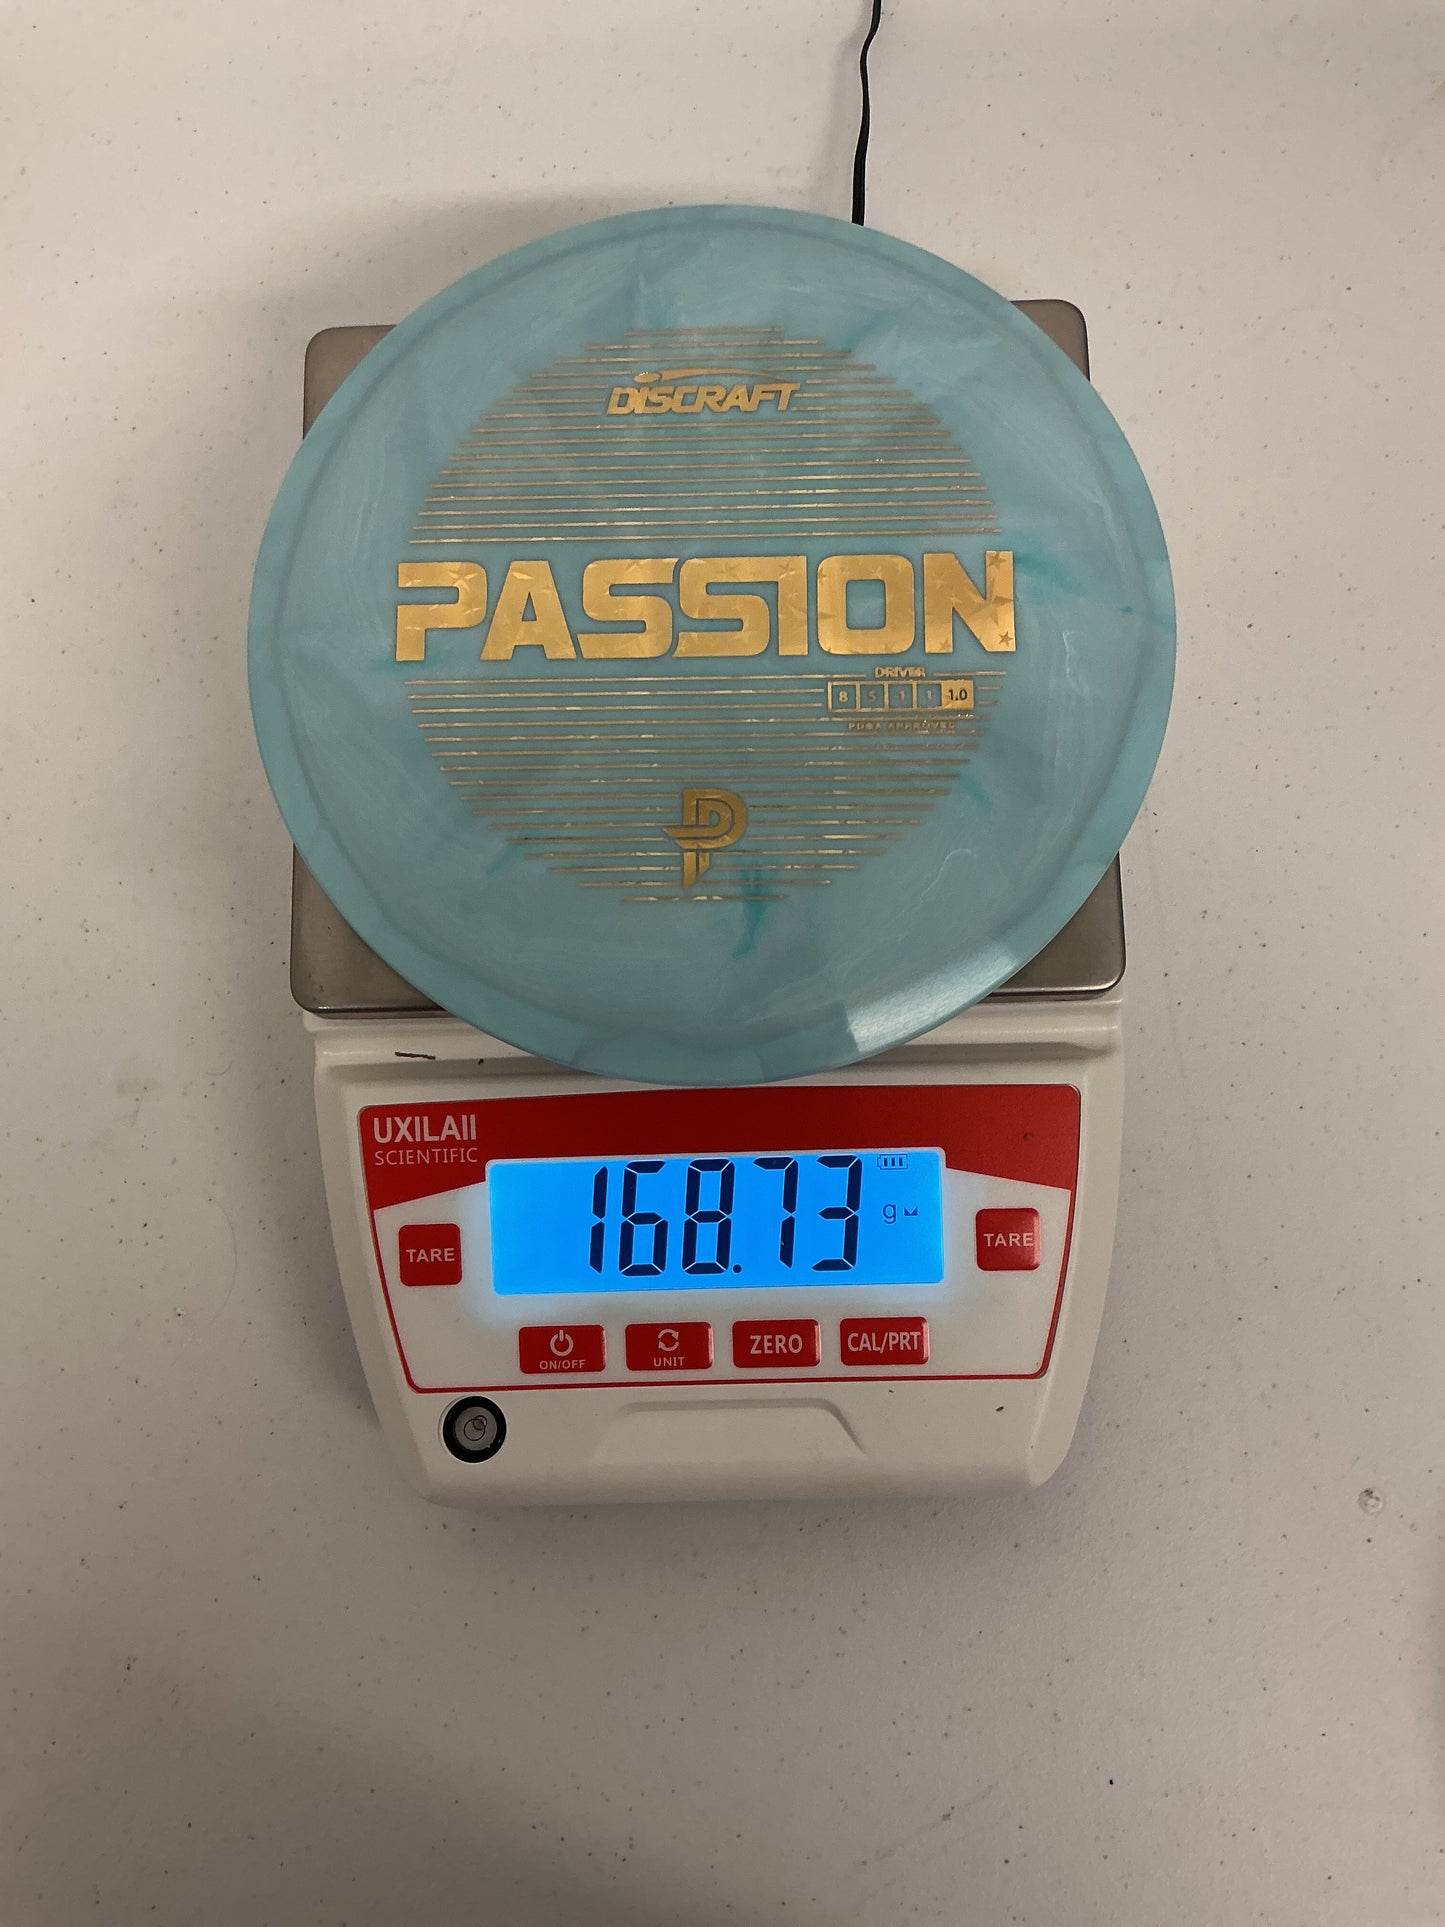 DISCRAFT
PASSION
DRIVER
8 5 -1 1 1.0
PDGA APPROVED
UXILAII
SCIENTIFIC
168.73 g
TARE
TARE
ON/OFF
UNIT
ZERO
CAL/PRT